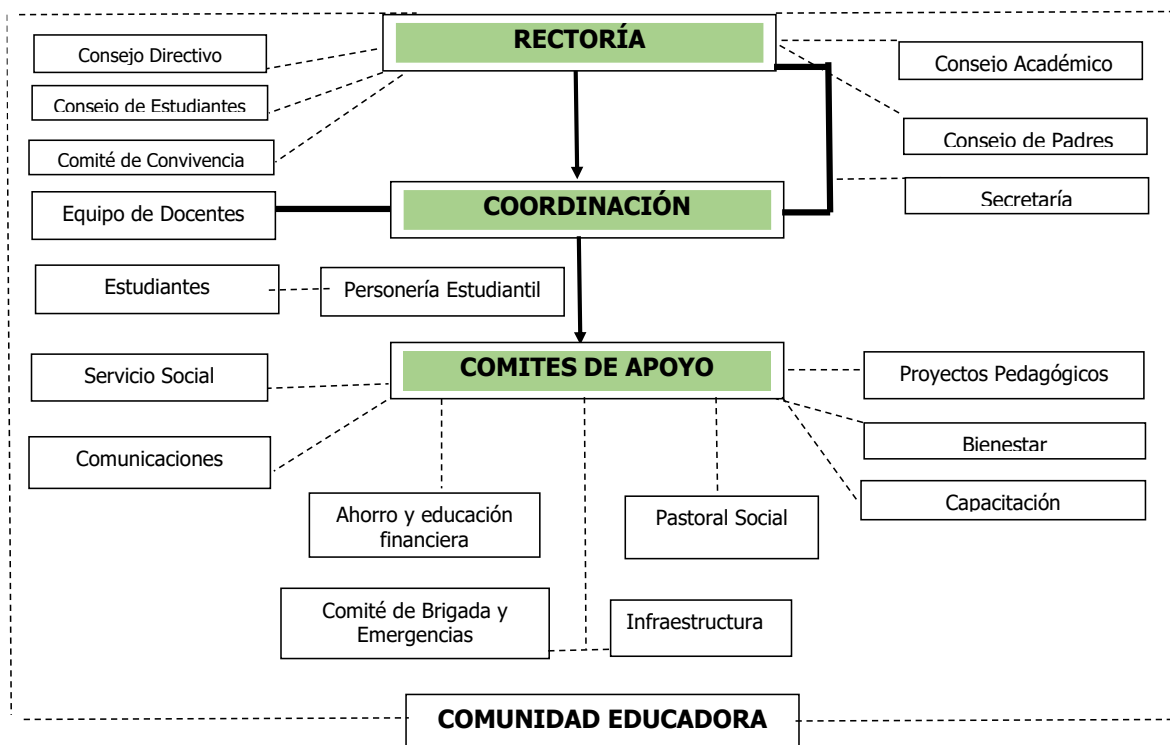 RECTORÍA
Consejo Directivo
Consejo Académico
Consejo de Estudiantes
Consejo de Padres
Comité de Convivencia
Secretaría
Equipo de Docentes
COORDINACIÓN
Estudiantes
Personería Estudiantil
COMITES DE APOYO
Servicio Social
Proyectos Pedagógicos
Comunicaciones
Bienestar
Capacitación
Ahorro y educación
financiera
Pastoral Social
Comité de Brigada y
Emergencias
Infraestructura
COMUNIDAD EDUCADORA